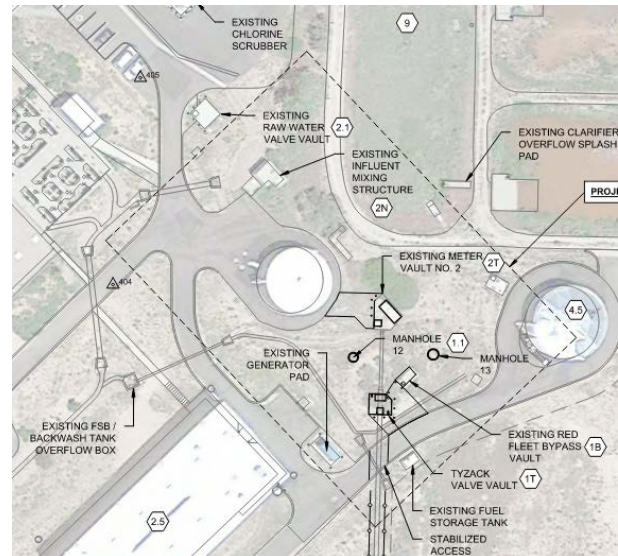 EXISTING
CHLORINE
SCRUBBER
9
405
EXISTING
RAW WATER
VALVE VAULT
2.1
EXISTING
INFLUENT
MIXING
STRUCTURE
2N
EXISTING CLARIFIER
OVERFLOW SPLASH
PAD
PROJE
EXISTING METER
VAULT NO. 2
2T
404
4.5
MANHOLE
12
1.1
MANHOLE
13
EXISTING
GENERATOR
PAD
EXISTING FSB /
BACKWASH TANK
OVERFLOW BOX
EXISTING RED
FLEET BYPASS
VAULT
1B
TYZACK
VALVE VAULT
1T
2.5
EXISTING FUEL
STORAGE TANK
STABILIZED
ACCESS